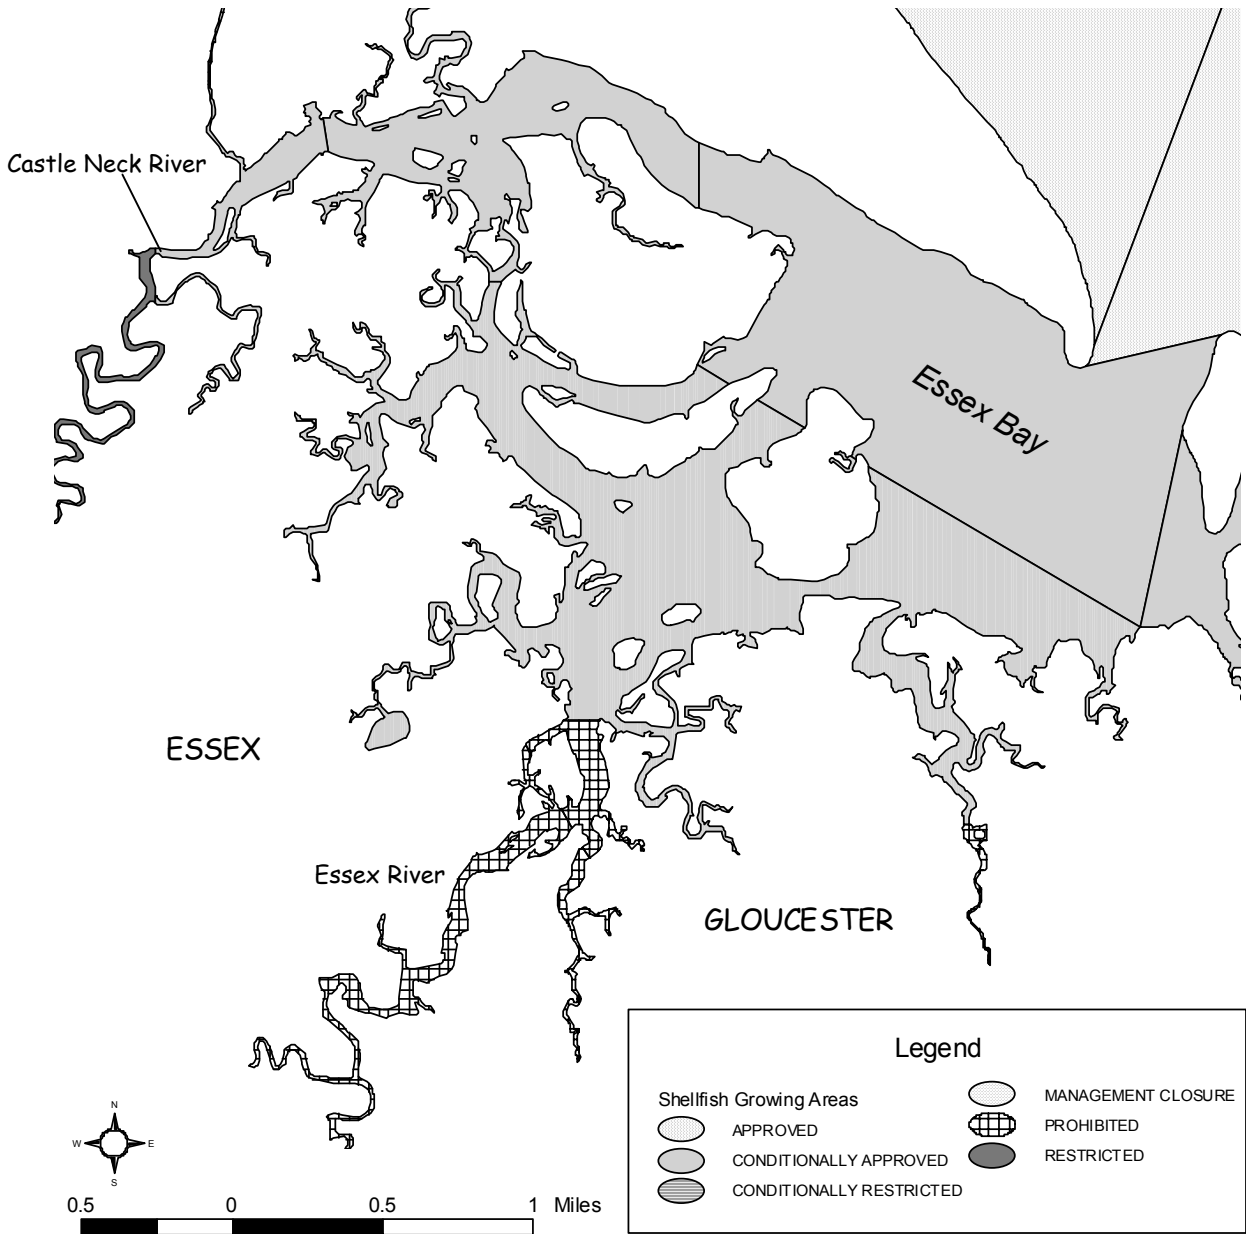 Castle Neck River
Essex Bay
ESSEX
Essex River
GLOUCESTER
Legend
Shellfish Growing Areas
APPROVED
CONDITIONALLY APPROVED
CONDITIONALLY RESTRICTED
MANAGEMENT CLOSURE
PROHIBITED
RESTRICTED
N
W E
S
0.5 0 0.5 1 Miles